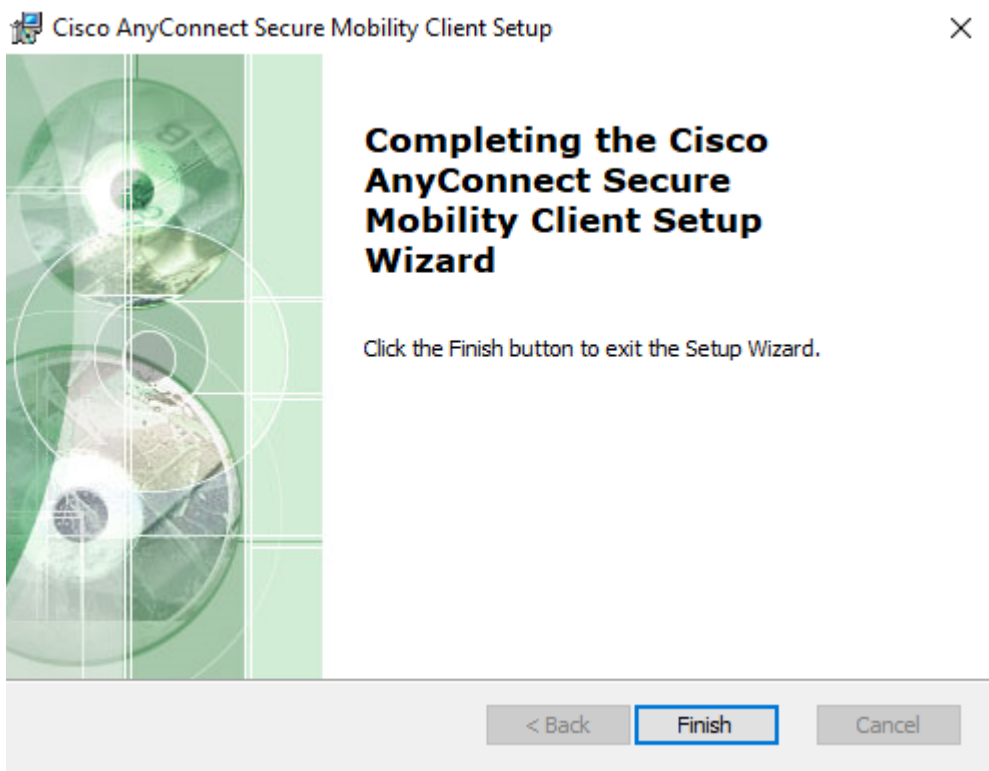 Cisco AnyConnect Secure Mobility Client Setup
Completing the Cisco
AnyConnect Secure
Mobility Client Setup
Wizard
Click the Finish button to exit the Setup Wizard.
< Back
Finish
Cancel